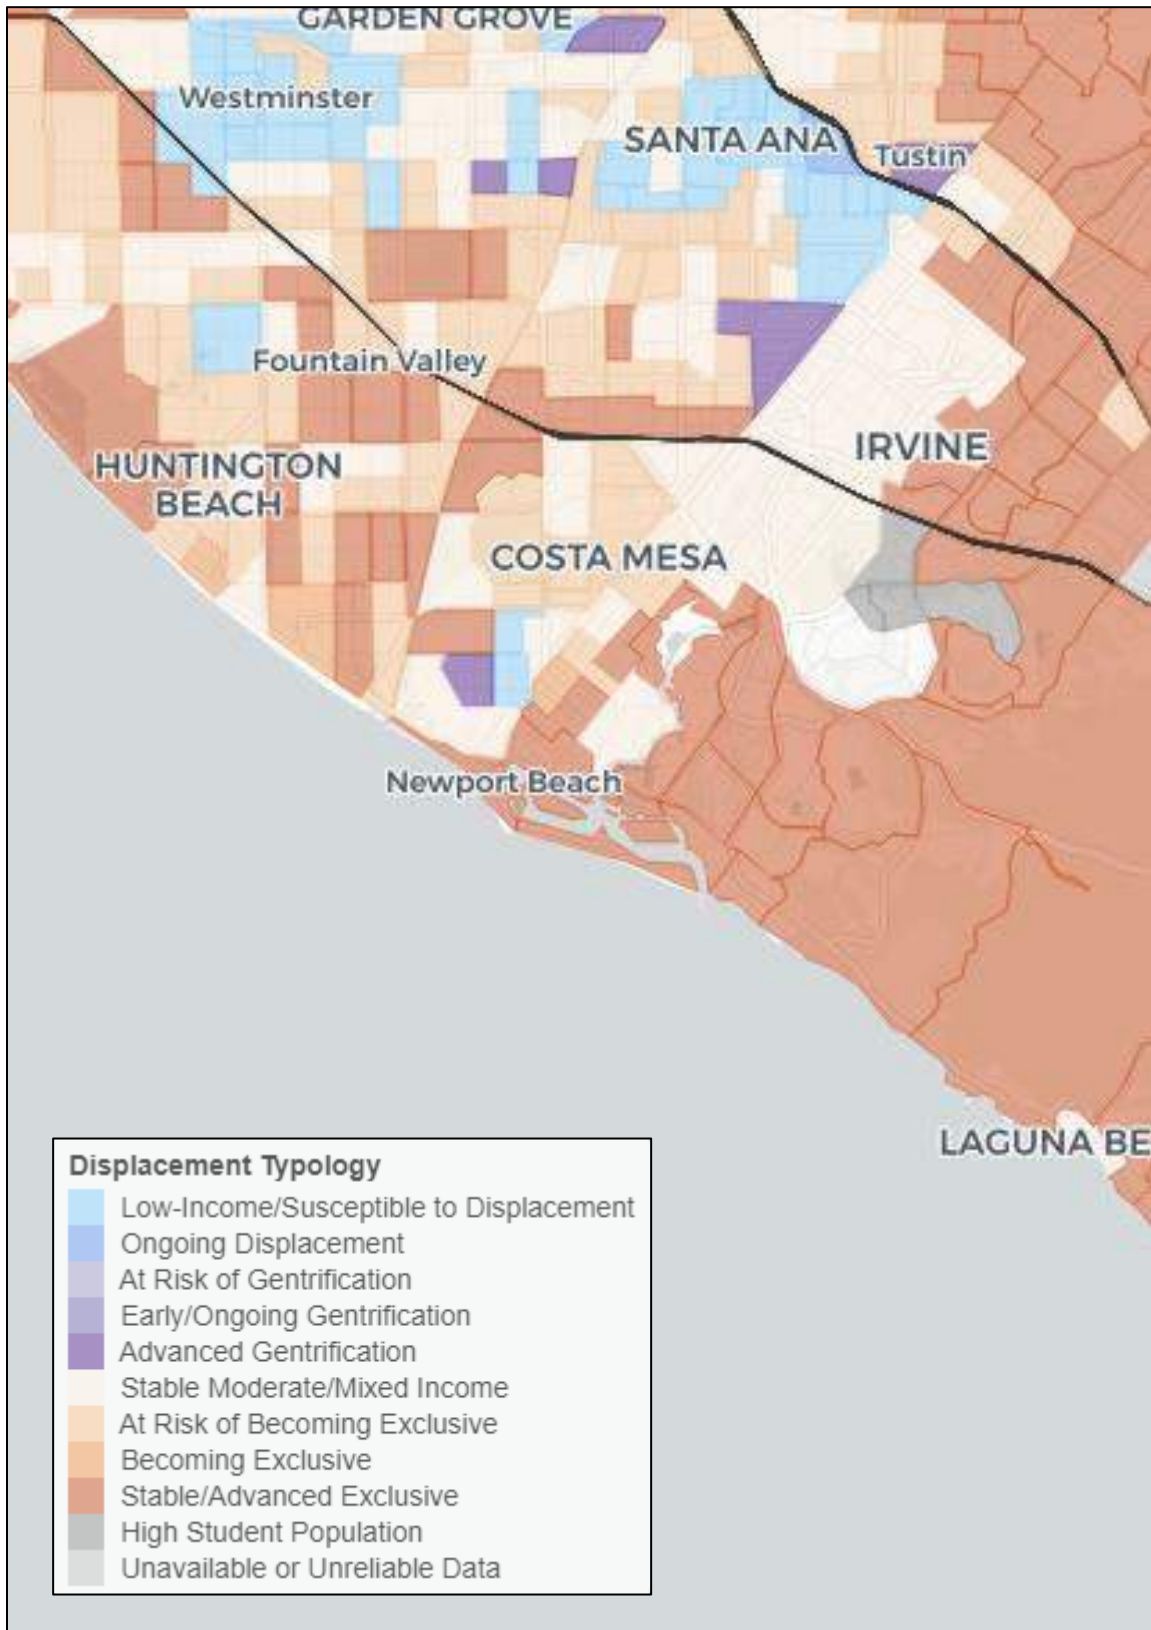 GARDEN GROVE
Westminster
SANTA ANA
Tustin
Fountain Valley
HUNTINGTON
BEACH
IRVINE
COSTA MESA
Newport Beach
LAGUNA BE
Displacement Typology
Low-Income/Susceptible to Displacement
Ongoing Displacement
At Risk of Gentrification
Early/Ongoing Gentrification
Advanced Gentrification
Stable Moderate/Mixed Income
At Risk of Becoming Exclusive
Becoming Exclusive
Stable/Advanced Exclusive
High Student Population
Unavailable or Unreliable Data